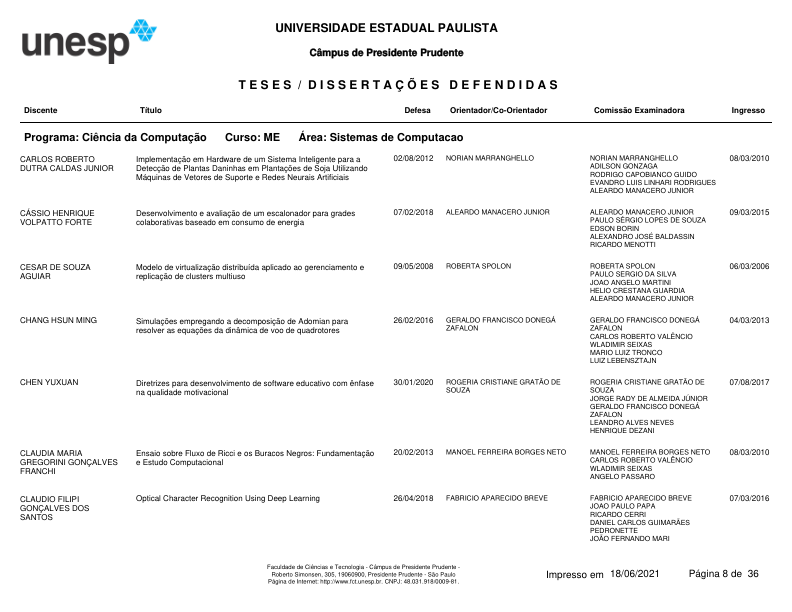 unesp
UNIVERSIDADE ESTADUAL PAULISTA
Câmpus de Presidente Prudente
TESES / DISSERTAÇÕES DEFENDIDAS
Discente Título Defesa Orientador/Co-Orientador Comissão Examinadora Ingresso
Programa: Ciência da Computação Curso: ME Área: Sistemas de Computacao
CARLOS ROBERTO
DUTRA CALDAS JUNIOR
Implementação em Hardware de um Sistema Inteligente para a
Detecção de Plantas Daninhas em Plantações de Soja Utilizando
Máquinas de Vetores de Suporte e Redes Neurais Artificiais
02/08/2012
NORIAN MARRANGHELLO
NORIAN MARRANGHELLO
ADILSON GONZAGA
RODRIGO CAPOBIANCO GUIDO
EVANDRO LUIS LINHARI RODRIGUES
ALEARDO MANACERO JUNIOR
08/03/2010
CÁSSIO HENRIQUE
VOLPATTO FORTE
Desenvolvimento e avaliação de um escalonador para grades
colaborativas baseado em consumo de energia
07/02/2018
ALEARDO MANACERO JUNIOR
ALEARDO MANACERO JUNIOR
PAULO SÉRGIO LOPES DE SOUZA
EDSON BORIN
ALEXANDRO JOSÉ BALDASSIN
RICARDO MENOTTI
09/03/2015
CESAR DE SOUZA
AGUIAR
Modelo de virtualização distribuída aplicado ao gerenciamento e
replicação de clusters multiuso
09/05/2008
ROBERTA SPOLON
ROBERTA SPOLON
PAULO SERGIO DA SILVA
JOAO ANGELO MARTINI
HELIO CRESTANA GUARDIA
ALEARDO MANACERO JUNIOR
06/03/2006
CHANG HSUN MING
Simulações empregando a decomposição de Adomian para
resolver as equações da dinâmica de voo de quadrotores
26/02/2016
GERALDO FRANCISCO DONEGÁ
ZAFALON
GERALDO FRANCISCO DONEGÁ
ZAFALON
CARLOS ROBERTO VALÊNCIO
WLADIMIR SEIXAS
MARIO LUIZ TRONCO
LUIZ LEBENSZTAJN
04/03/2013
CHEN YUXUAN
Diretrizes para desenvolvimento de software educativo com ênfase
na qualidade motivacional
30/01/2020
ROGERIA CRISTIANE GRATÃO DE
SOUZA
ROGERIA CRISTIANE GRATÃO DE
SOUZA
JORGE RADY DE ALMEIDA JÚNIOR
GERALDO FRANCISCO DONEGÁ
ZAFALON
LEANDRO ALVES NEVES
HENRIQUE DEZANI
07/08/2017
CLAUDIA MARIA
GREGORINI GONÇALVES
FRANCHI
Ensaio sobre Fluxo de Ricci e os Buracos Negros: Fundamentação
e Estudo Computacional
20/02/2013
MANOEL FERREIRA BORGES NETO
MANOEL FERREIRA BORGES NETO
CARLOS ROBERTO VALÊNCIO
WLADIMIR SEIXAS
ANGELO PASSARO
08/03/2010
CLAUDIO FILIPI
GONÇALVES DOS
SANTOS
Optical Character Recognition Using Deep Learning
26/04/2018
FABRICIO APARECIDO BREVE
FABRICIO APARECIDO BREVE
JOAO PAULO PAPA
RICARDO CERRI
DANIEL CARLOS GUIMARÃES
PEDRONETTE
JOÃO FERNANDO MARI
07/03/2016
Faculdade de Ciências e Tecnologia - Câmpus de Presidente Prudente -
Roberto Simonsen, 305, 19060900, Presidente Prudente - São Paulo
Página de Internet: http://www.fct.unesp.br. CNPJ: 48.031.918/0009-81.
Impresso em 18/06/2021 Página 8 de 36